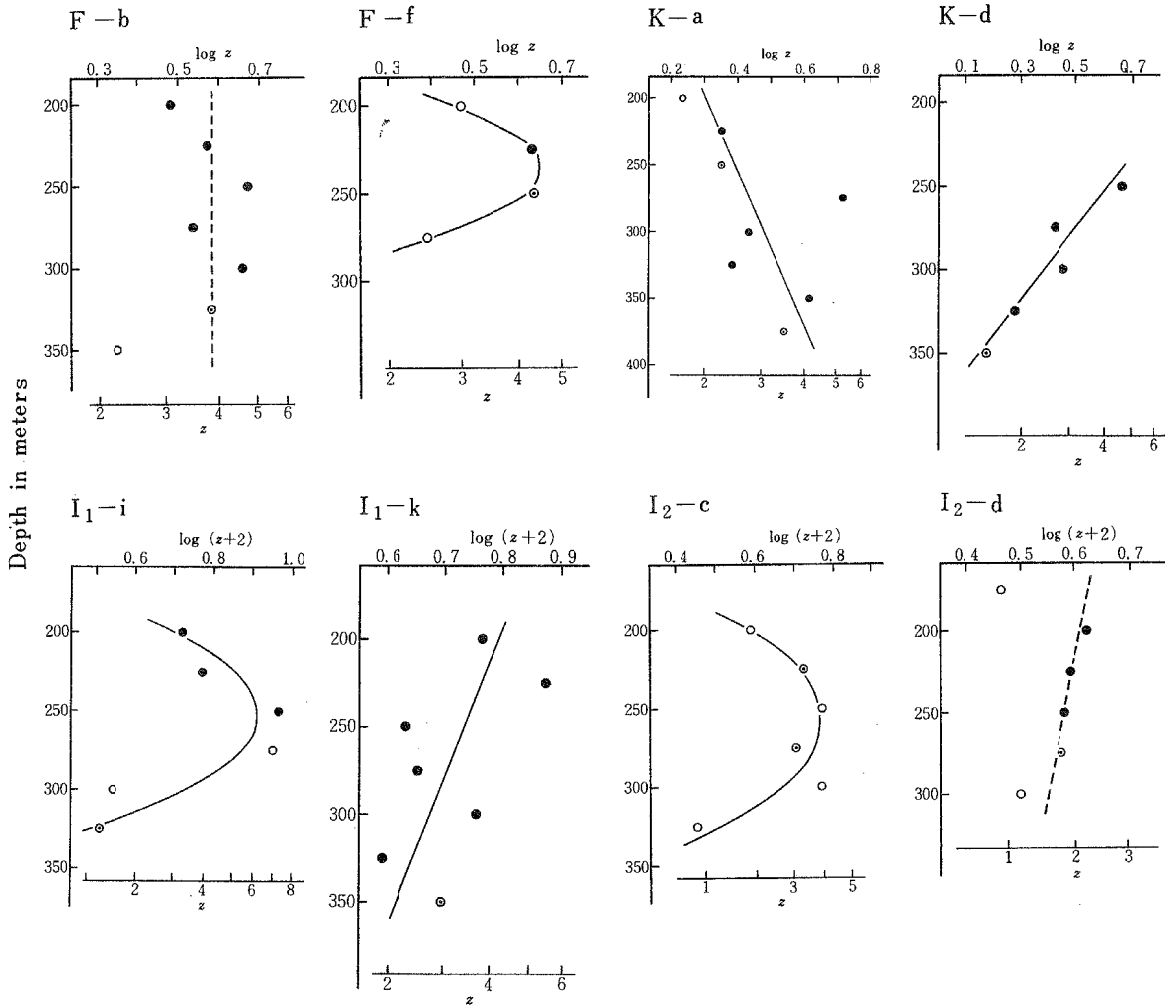 F-b
F-f
K-a
K-d
log z
log z
log z
log z
0.3 0.5 0.7
0.3 0.5 0.7
0.2 0.4 0.6 0.8
0.1 0.3 0.5 0.7
200
250
300
350
2 3 4 5 6
z
200
250
300
2 3 4 5
z
200
250
300
350
400
2 3 4 5 6
z
200
250
300
350
2 3 4 5 6
z
Depth in meters
I₁-i
I₁-k
I₂-c
I₂-d
log (z+2)
log (z+2)
log (z+2)
log (z+2)
0.6 0.8 1.0
0.6 0.7 0.8 0.9
0.4 0.6 0.8
0.4 0.5 0.6 0.7
200
250
300
350
2 4 6 8
z
200
250
300
350
2 3 4 5 6
z
200
250
300
350
1 3 5
z
200
250
300
1 2 3
z